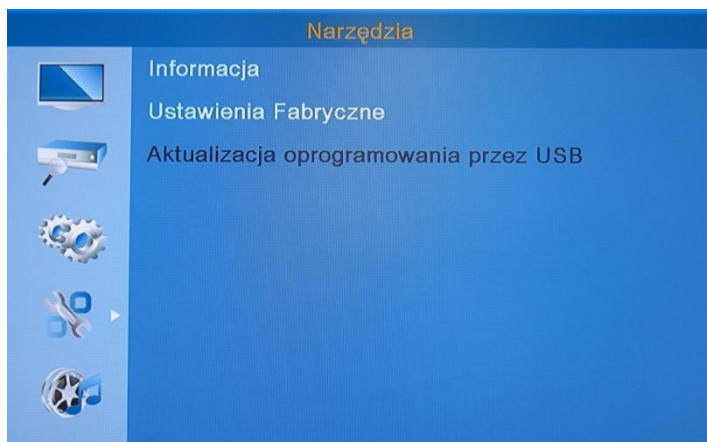 Narzędzia
Informacja
Ustawienia Fabryczne
Aktualizacja oprogramowania przez USB